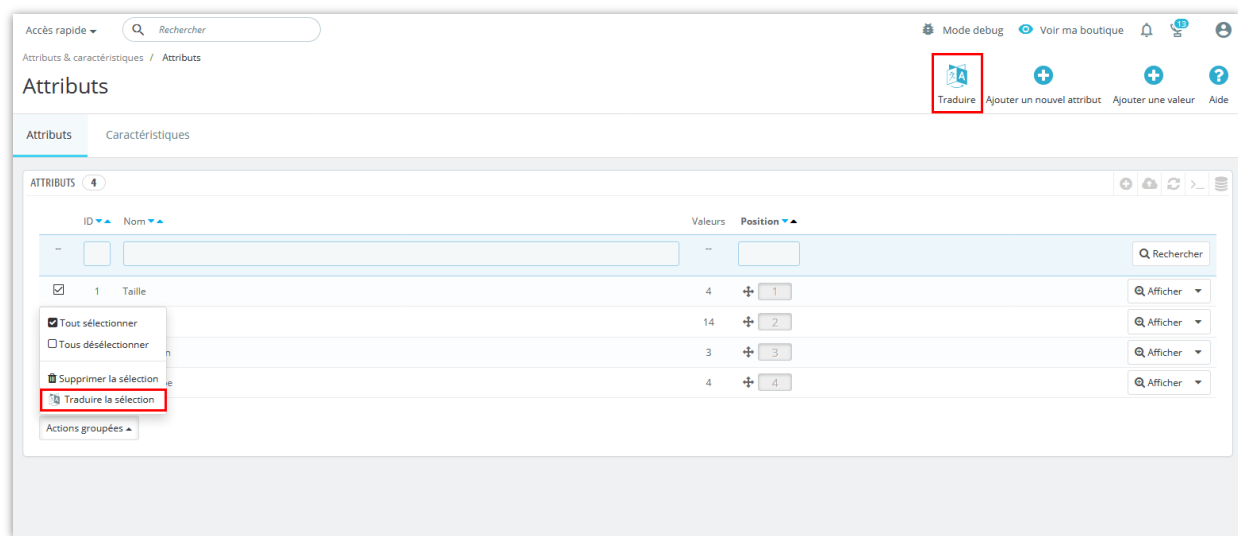 Accès rapide
Rechercher
Mode debug
Voir ma boutique
13
Attributs & caractéristiques / Attributs
Attributs
Traduire
Ajouter un nouvel attribut
Ajouter une valeur
Aide
Attributs
Caractéristiques
ATTRIBUTS 4
ID Nom Valeurs Position
-- -- Rechercher
1 Taille 4 1 Afficher
14 2 Afficher
n 3 3 Afficher
e 4 4 Afficher
Tout sélectionner
Tous désélectionner
Supprimer la sélection
Traduire la sélection
Actions groupées